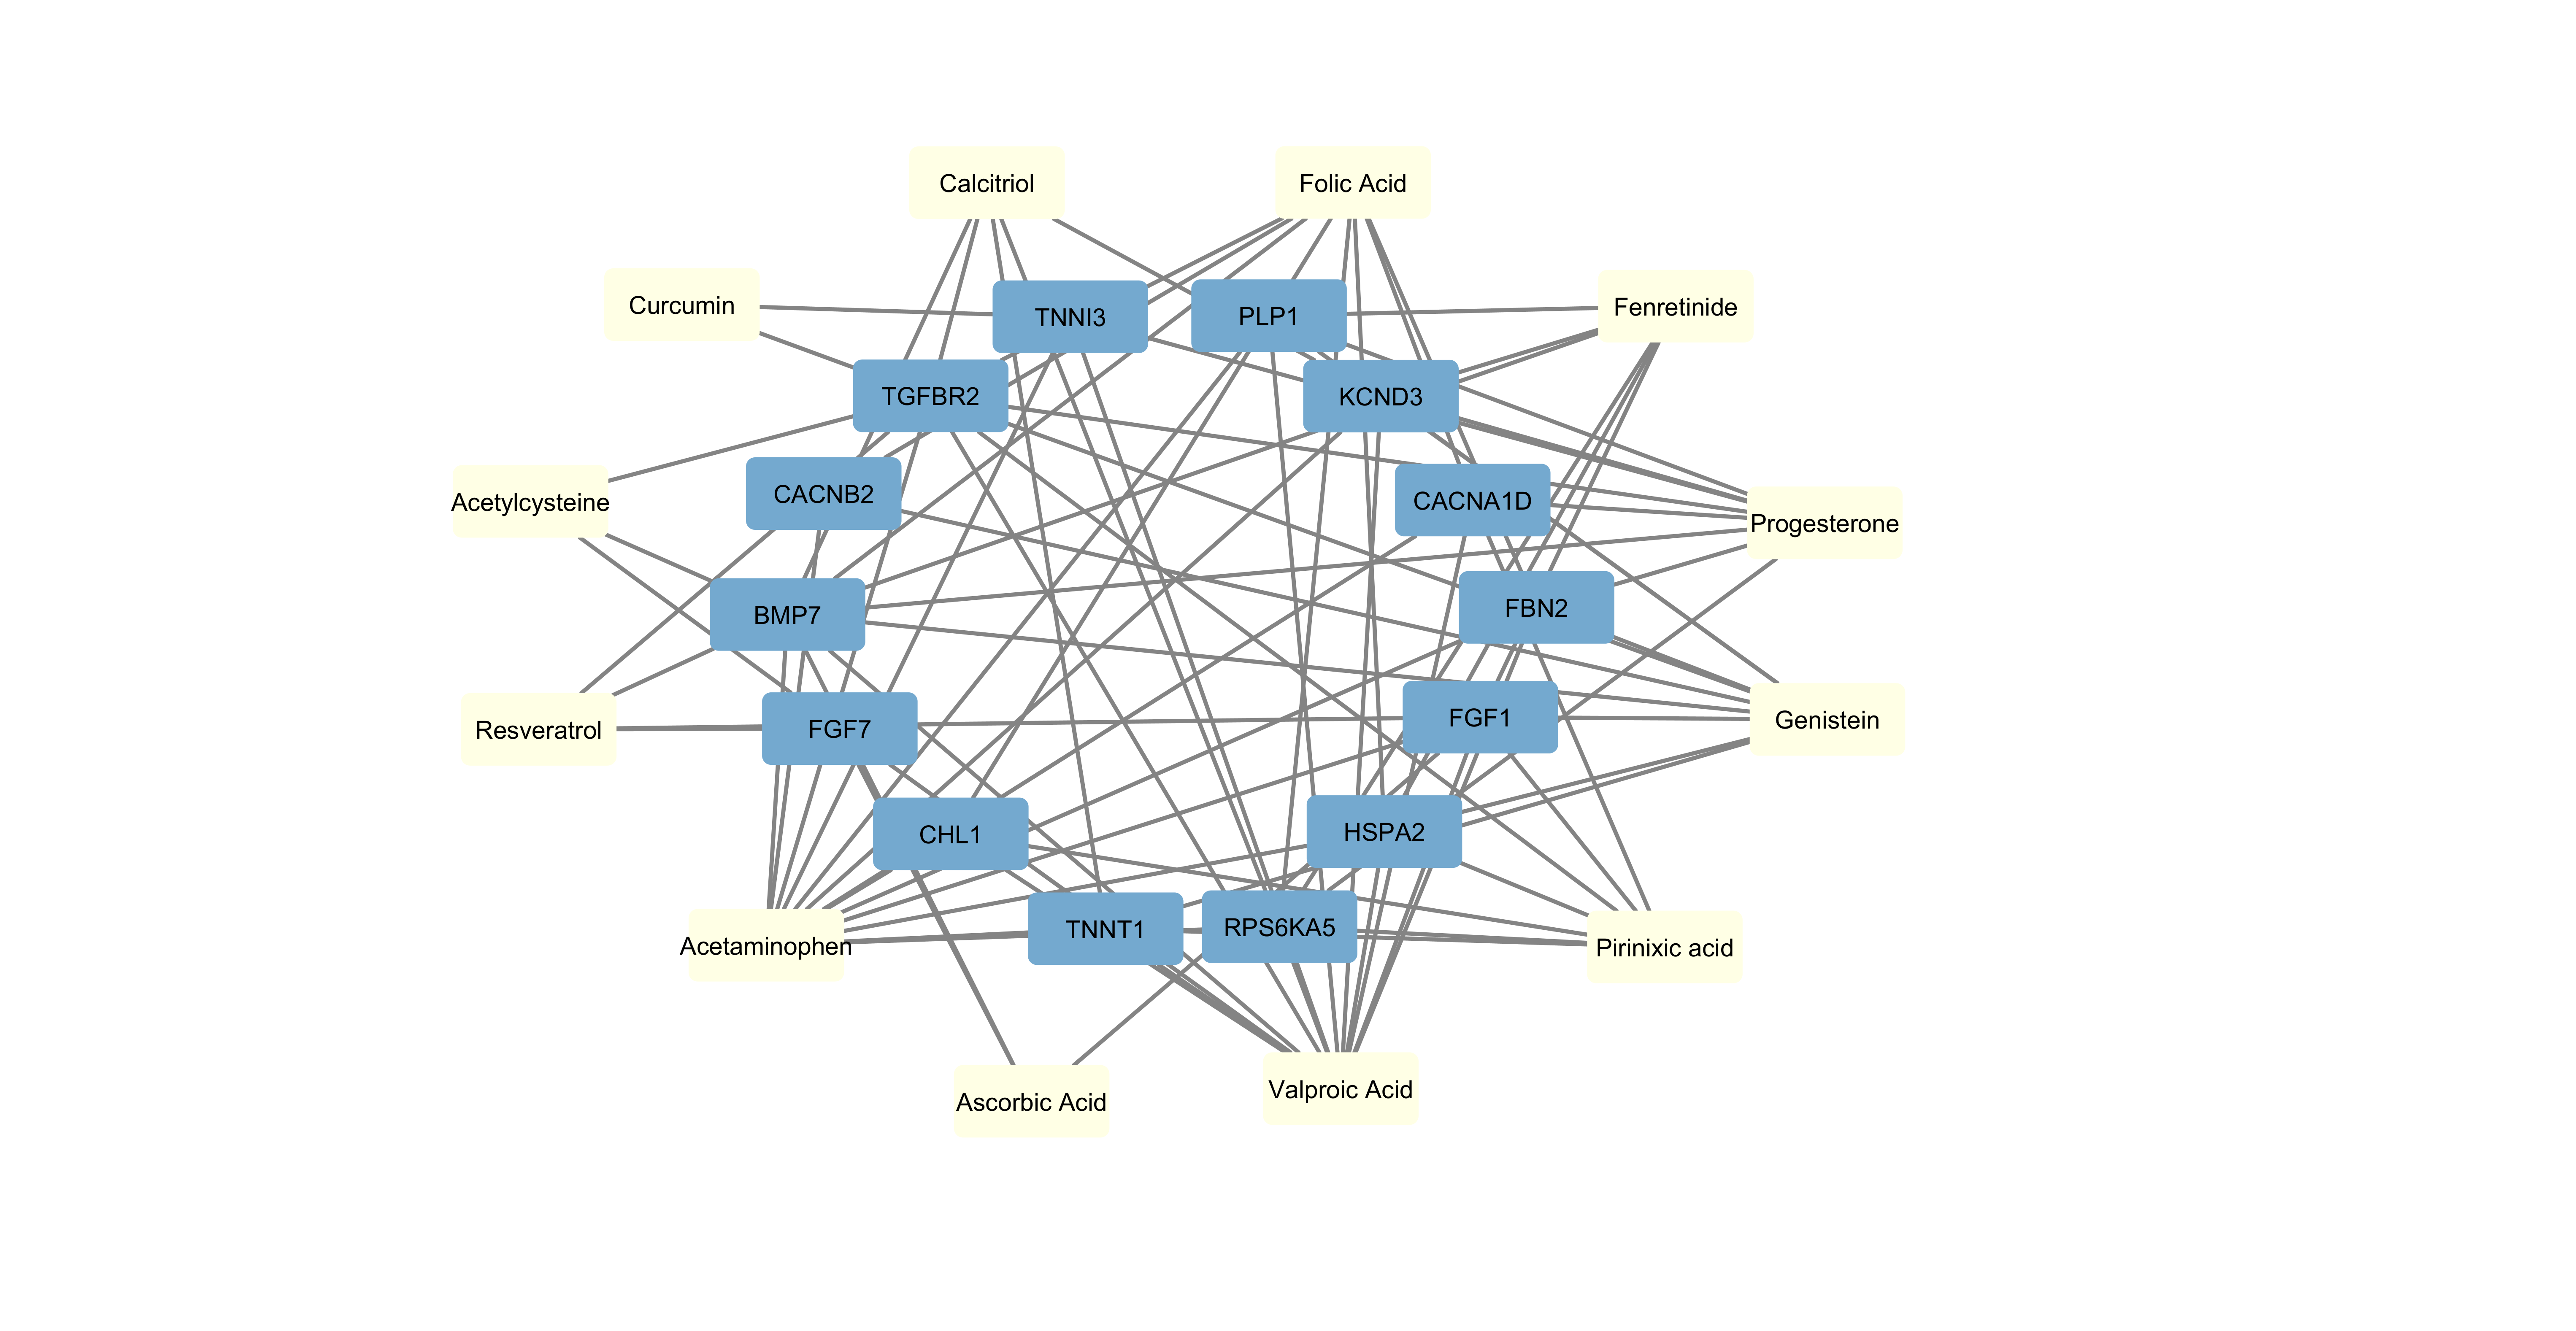 Calcitriol
Folic Acid
Curcumin
TNNI3
PLP1
Fenretinide
TGFBR2
KCND3
Acetylcysteine
CACNB2
CACNA1D
Progesterone
BMP7
FBN2
Resveratrol
FGF7
FGF1
Genistein
CHL1
HSPA2
Acetaminophen
TNNT1
RPS6KA5
Pirinixic acid
Ascorbic Acid
Valproic Acid